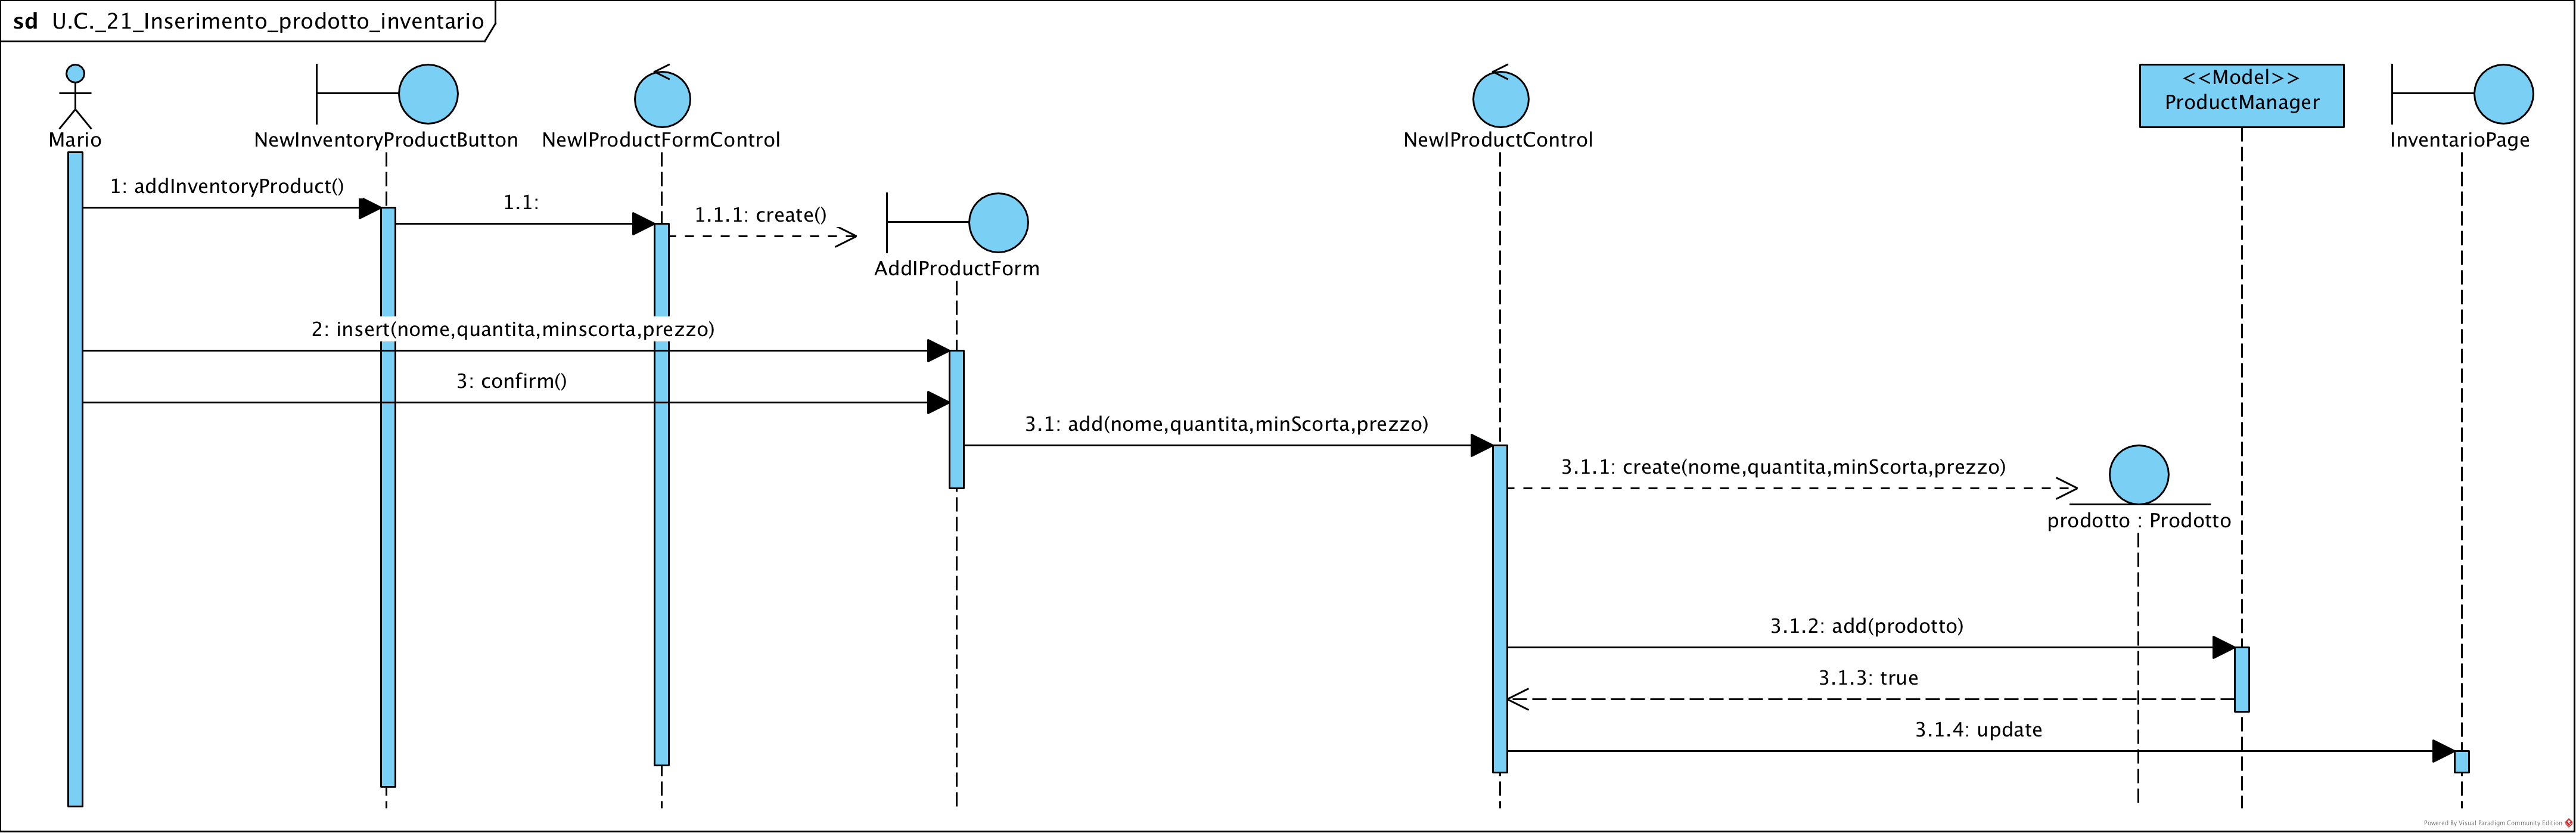 sd U.C._21_Inserimento_prodotto_inventario
<<Model>>
ProductManager
Mario
NewInventoryProductButton
NewIProductFormControl
NewIProductControl
InventarioPage
1: addInventoryProduct()
1.1:
1.1.1: create()
AddIProductForm
2: insert(nome,quantita,minscorta,prezzo)
3: confirm()
3.1: add(nome,quantita,minScorta,prezzo)
3.1.1: create(nome,quantita,minScorta,prezzo)
prodotto : Prodotto
3.1.2: add(prodotto)
3.1.3: true
3.1.4: update
Powered By Visual Paradigm Community Edition